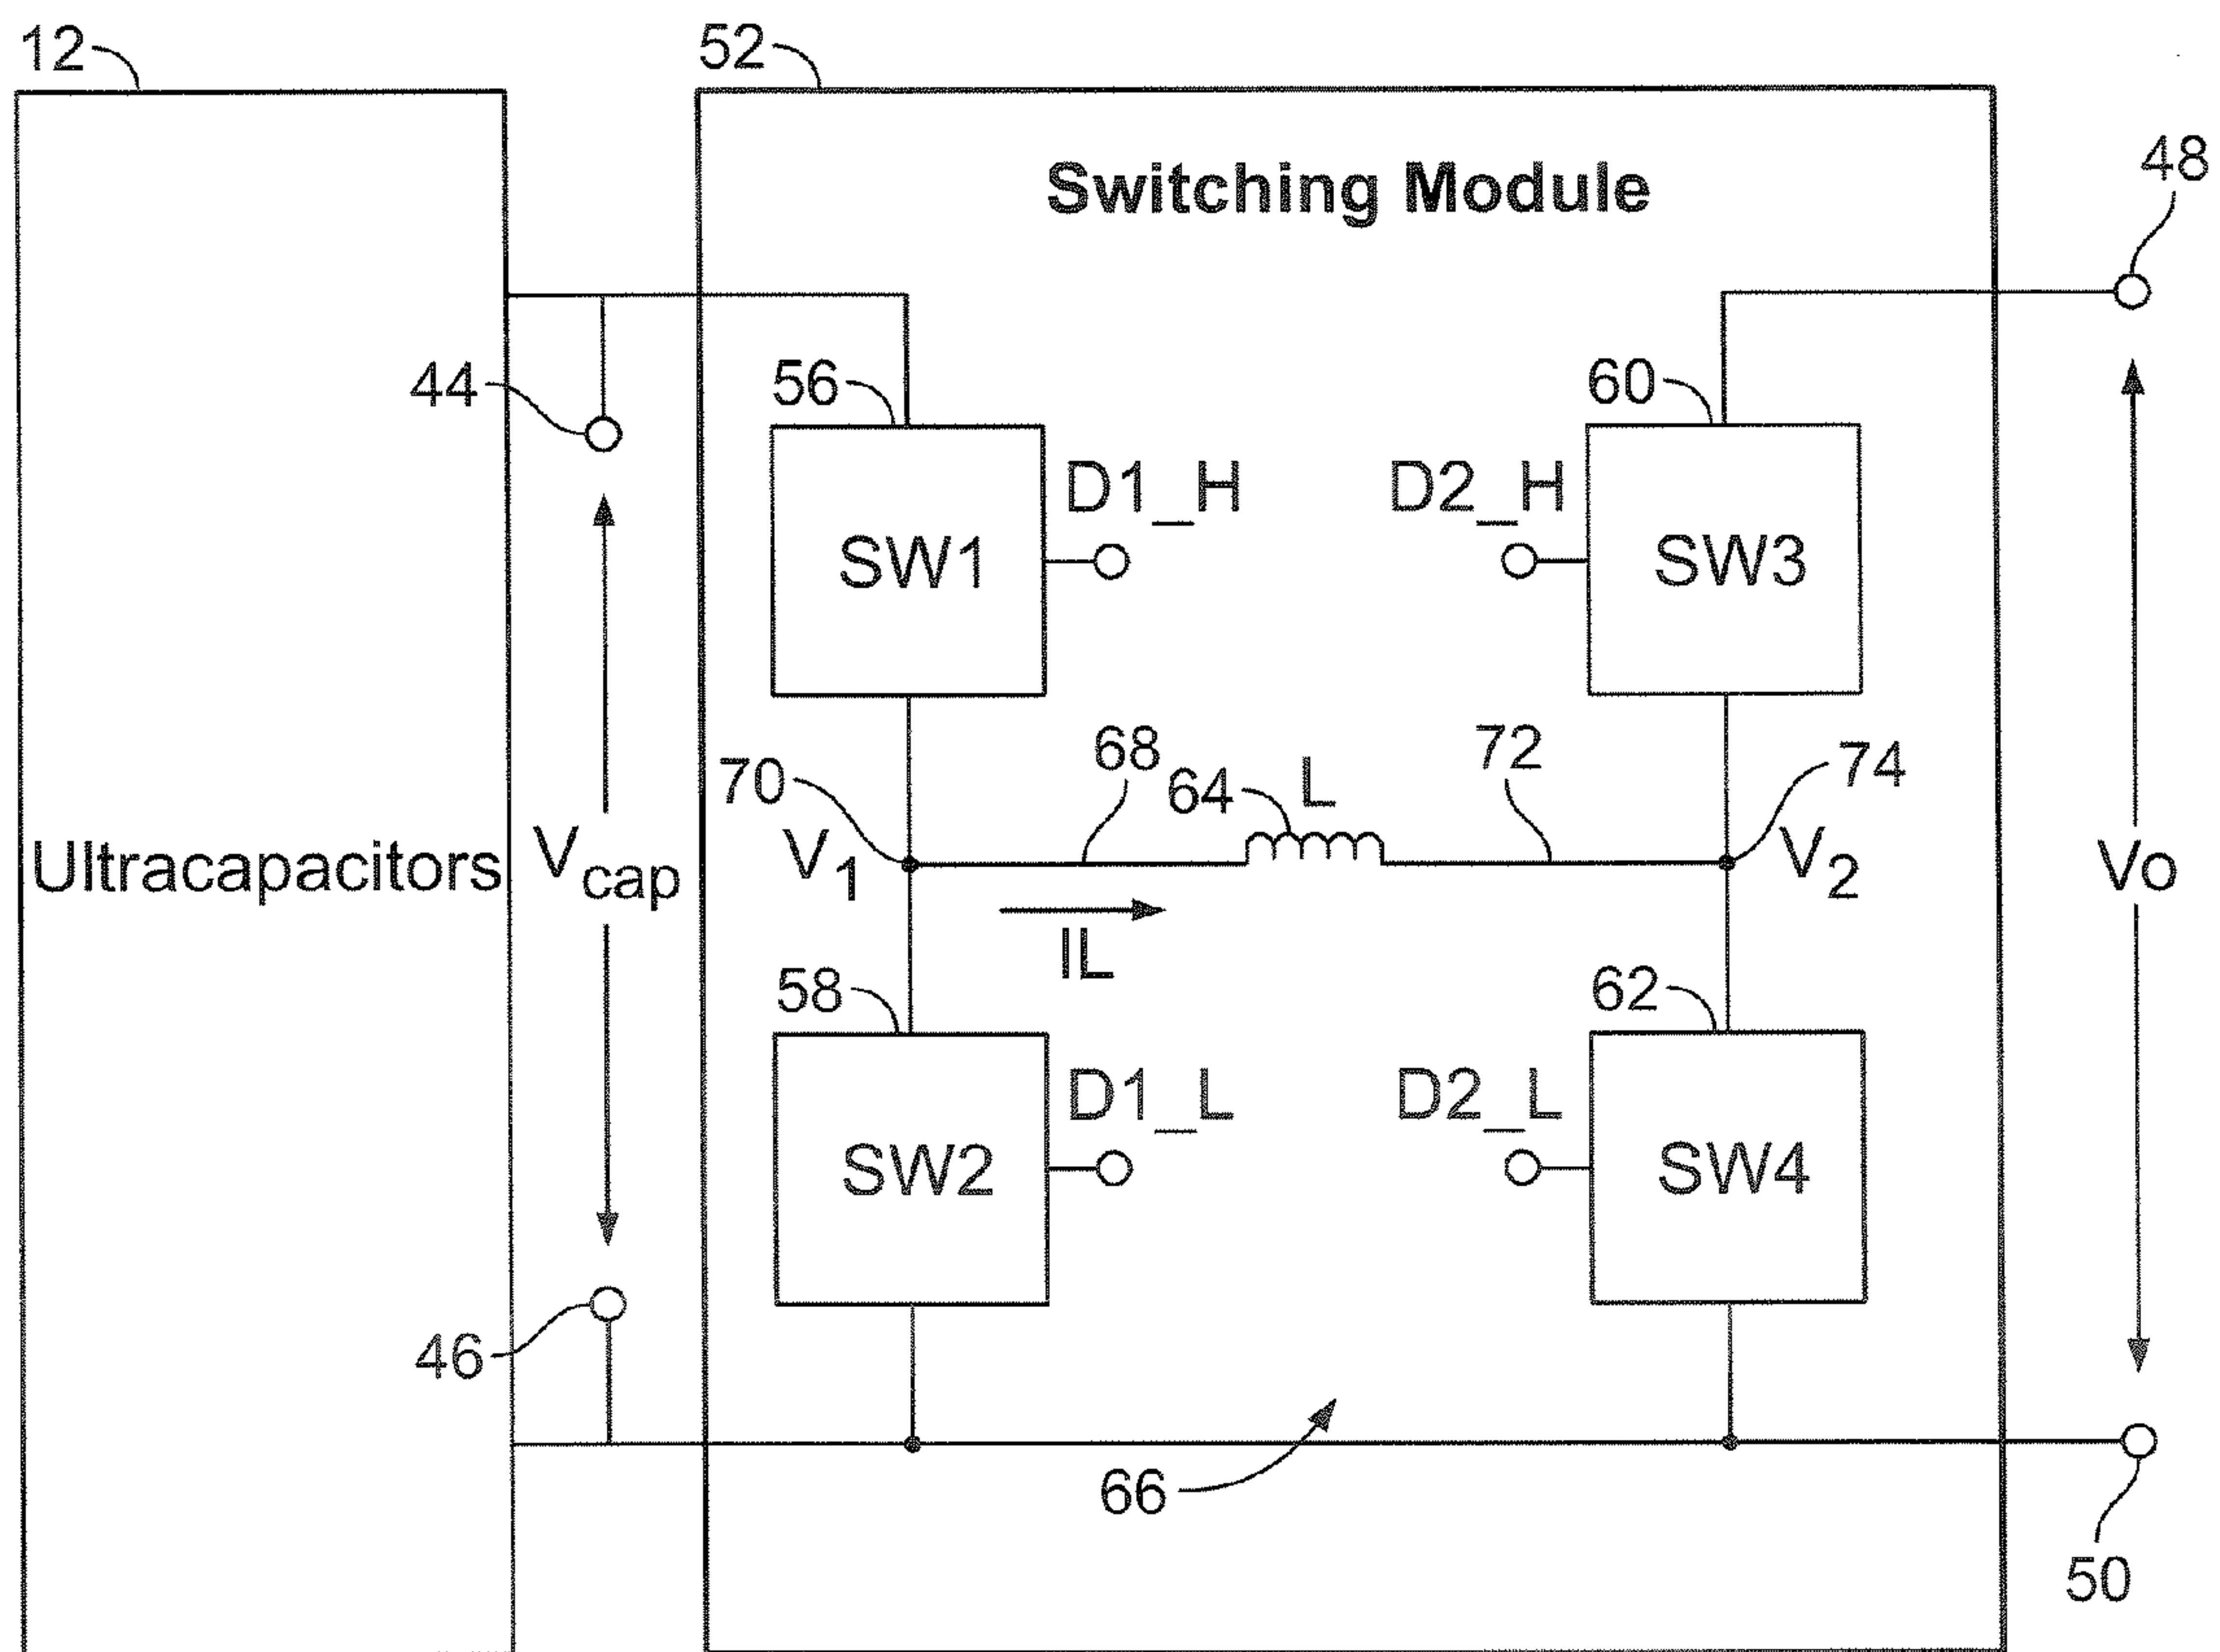 12
52
Switching Module
48
44
56
60
D1_H
D2_H
SW1
SW3
68
72
70
64
L
74
Ultracapacitors
Vcap
V1
V2
Vo
IL
58
62
D1_L
D2_L
SW2
SW4
46
66
50